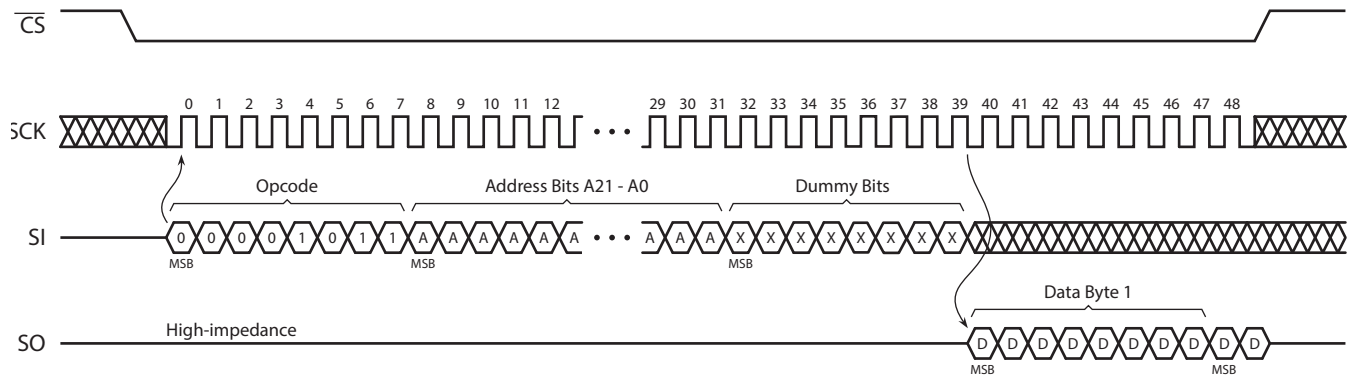 CS
0 1 2 3 4 5 6 7 8 9 10 11 12 29 30 31 32 33 34 35 36 37 38 39 40 41 42 43 44 45 46 47 48
SCK •••
Opcode Address Bits A21 - A0 Dummy Bits
SI 0 0 0 0 1 0 1 1 A A A A A A ••• A A A X X X X X X X X
MSB MSB MSB
Data Byte 1
High-impedance
SO D D D D D D D D D D
MSB MSB